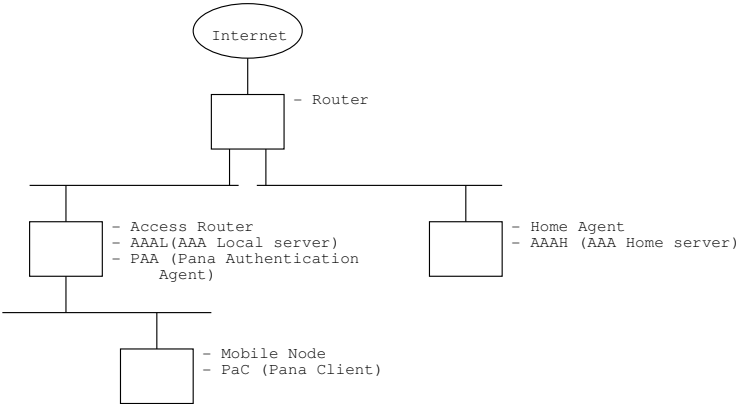 Internet
- Router
- Access Router
- AAAL(AAA Local server)
- PAA (Pana Authentication
Agent)
- Home Agent
- AAAH (AAA Home server)
- Mobile Node
- PaC (Pana Client)